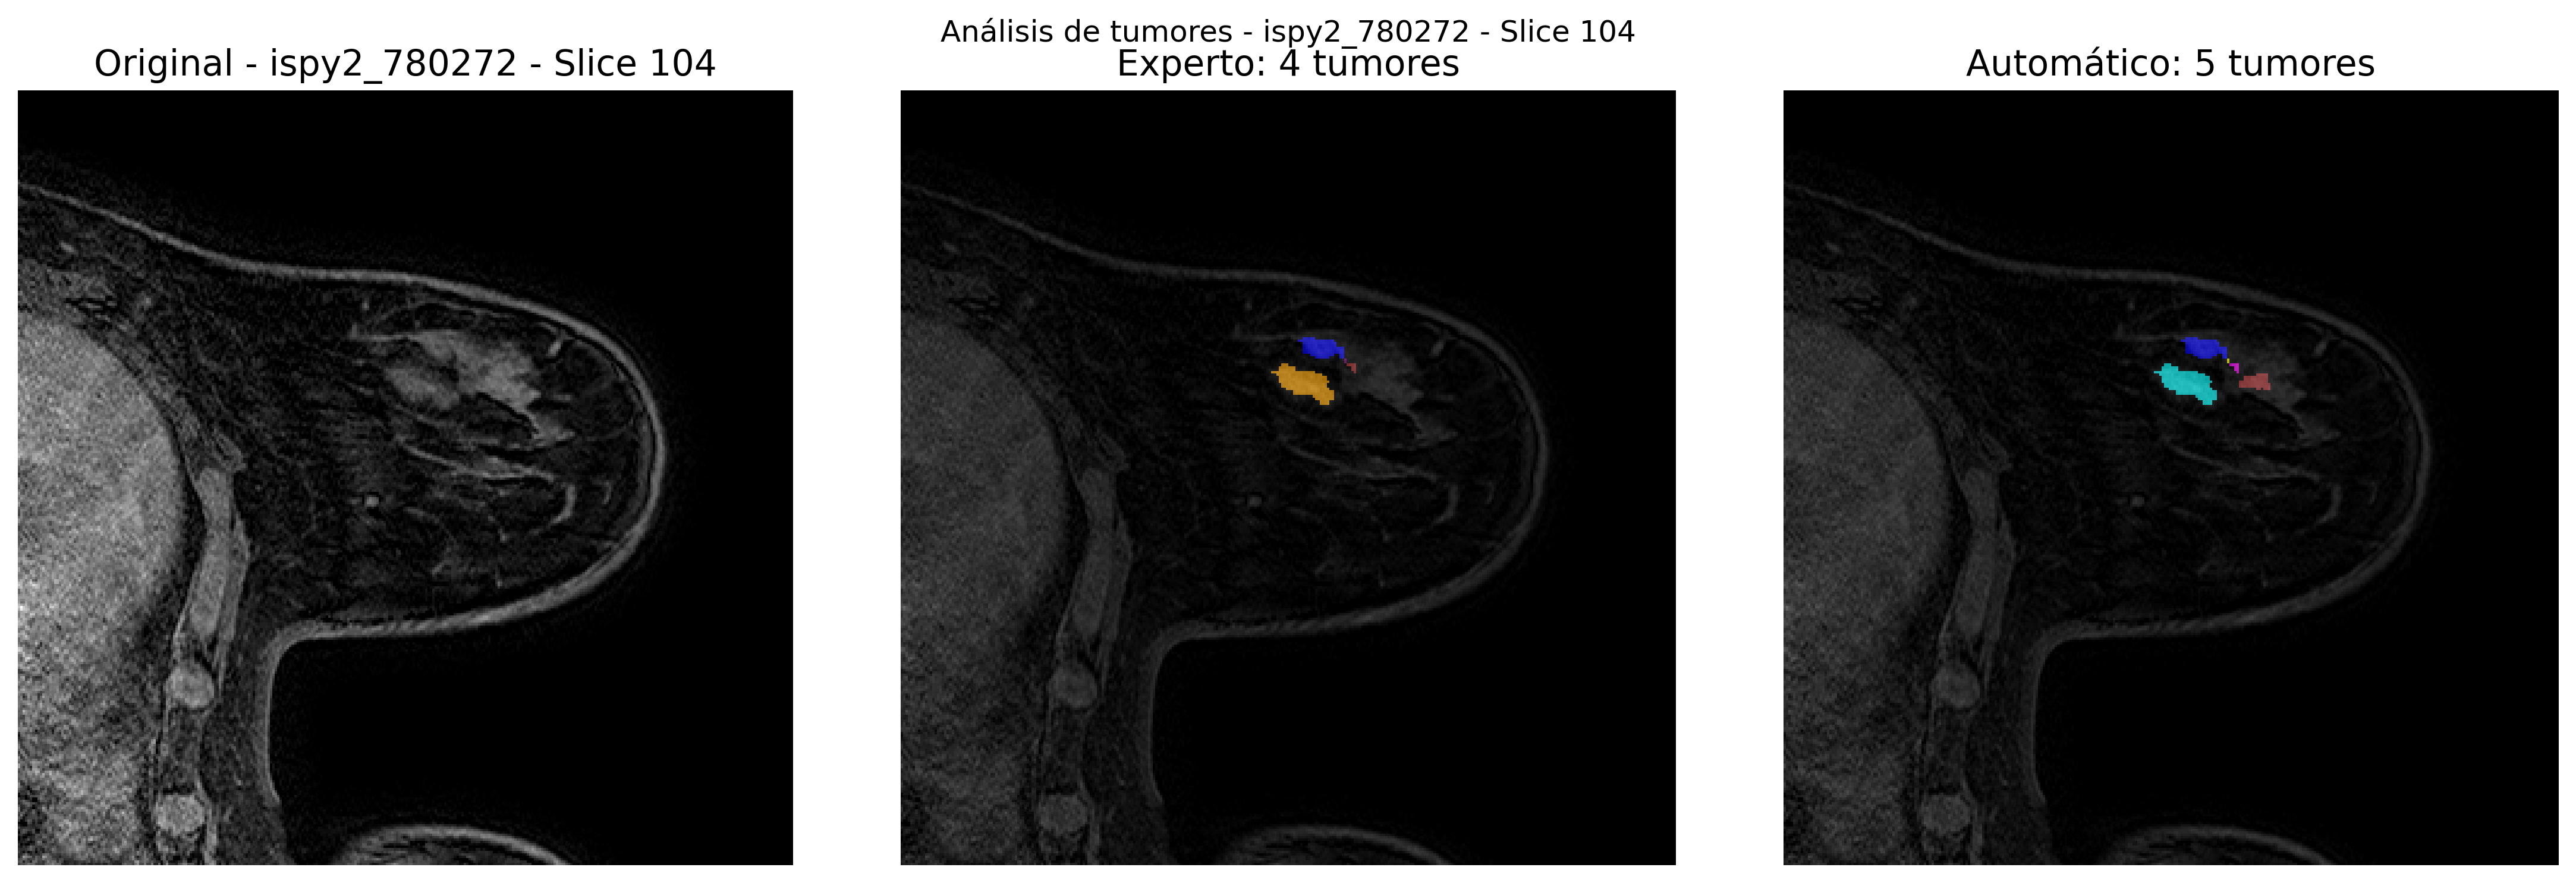 Análisis de tumores - ispy2_780272 - Slice 104
Original - ispy2_780272 - Slice 104
Experto: 4 tumores
Automático: 5 tumores